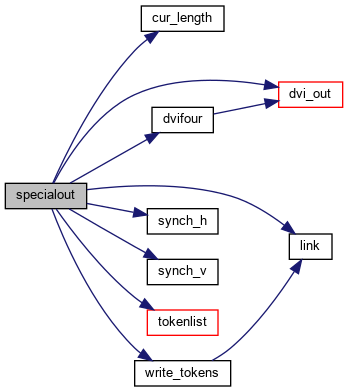 cur_length
dvi_out
dvifour
specialout
synch_h
link
synch_v
tokenlist
write_tokens